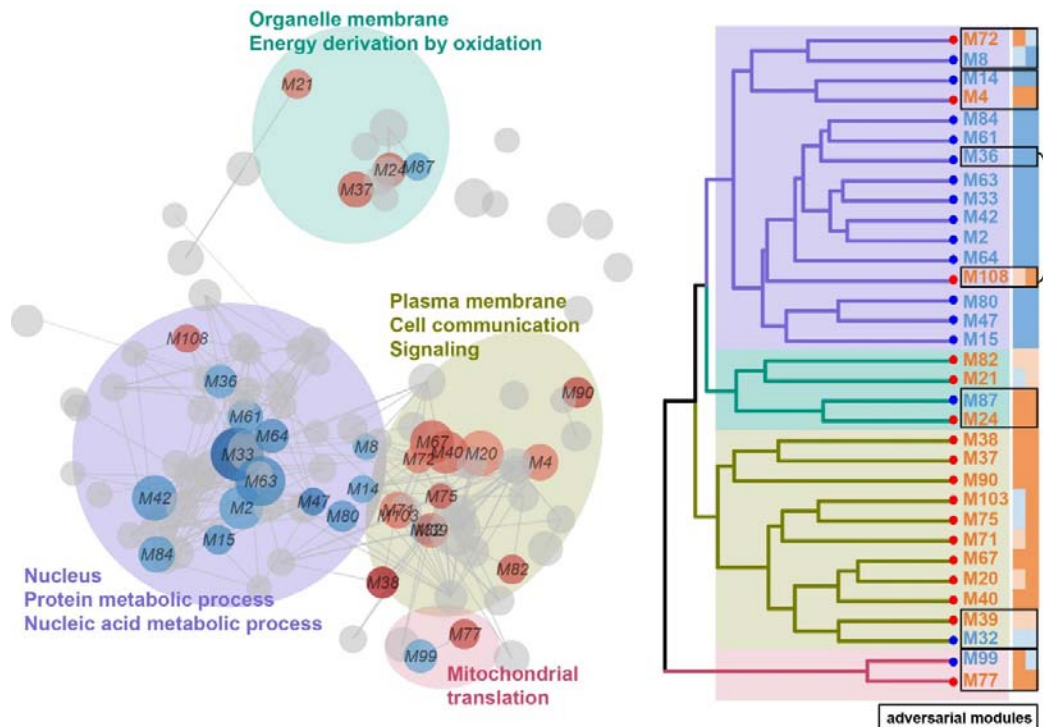 Organelle membrane
Energy derivation by oxidation
M21
M24
M87
M37
Plasma membrane
Cell communication
Signaling
M108
M36
M90
M61
M64
M8
M67
M40
M72
M20
M4
M33
M63
M14
M75
M42
M2
M47
M80
M71
M103
M39
M15
M84
M82
M38
Nucleus
Protein metabolic process
Nucleic acid metabolic process
M77
M99
Mitochondrial
translation
M72
M8
M14
M4
M84
M61
M36
M63
M33
M42
M2
M64
M108
M80
M47
M15
M82
M21
M87
M24
M38
M37
M90
M103
M75
M71
M67
M20
M40
M39
M32
M99
M77
adversarial modules